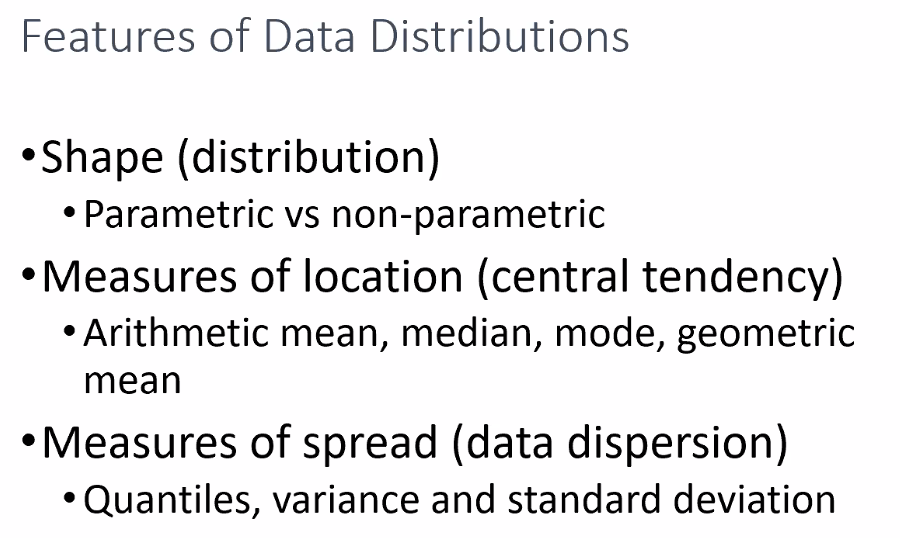 Features of Data Distributions
•Shape (distribution)
•Parametric vs non-parametric
•Measures of location (central tendency)
•Arithmetic mean, median, mode, geometric
mean
•Measures of spread (data dispersion)
•Quantiles, variance and standard deviation